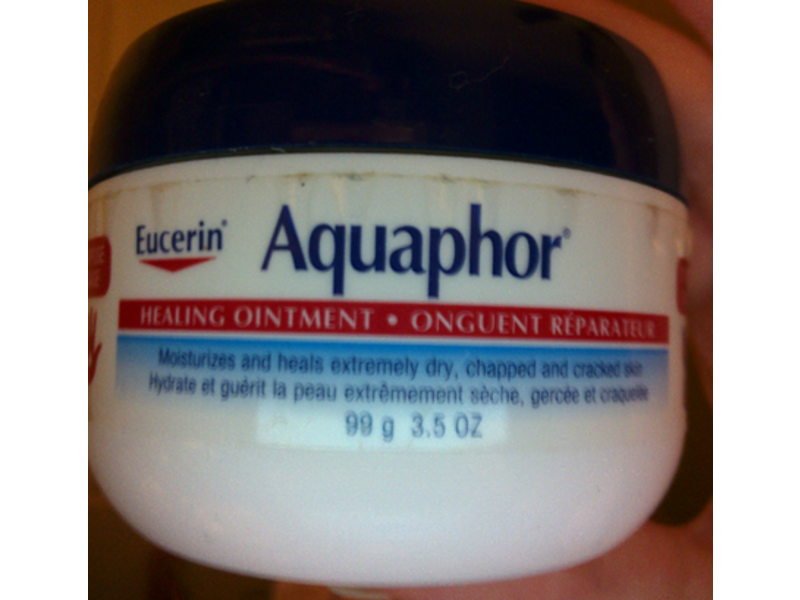 Eucerin®
Aquaphor®
HEALING OINTMENT • ONGUENT RÉPARATEUR
Moisturizes and heals extremely dry, chapped and cracked skin
Hydrate et guérit la peau extrêmement sèche, gercée et craquelée
99 g 3.5 OZ